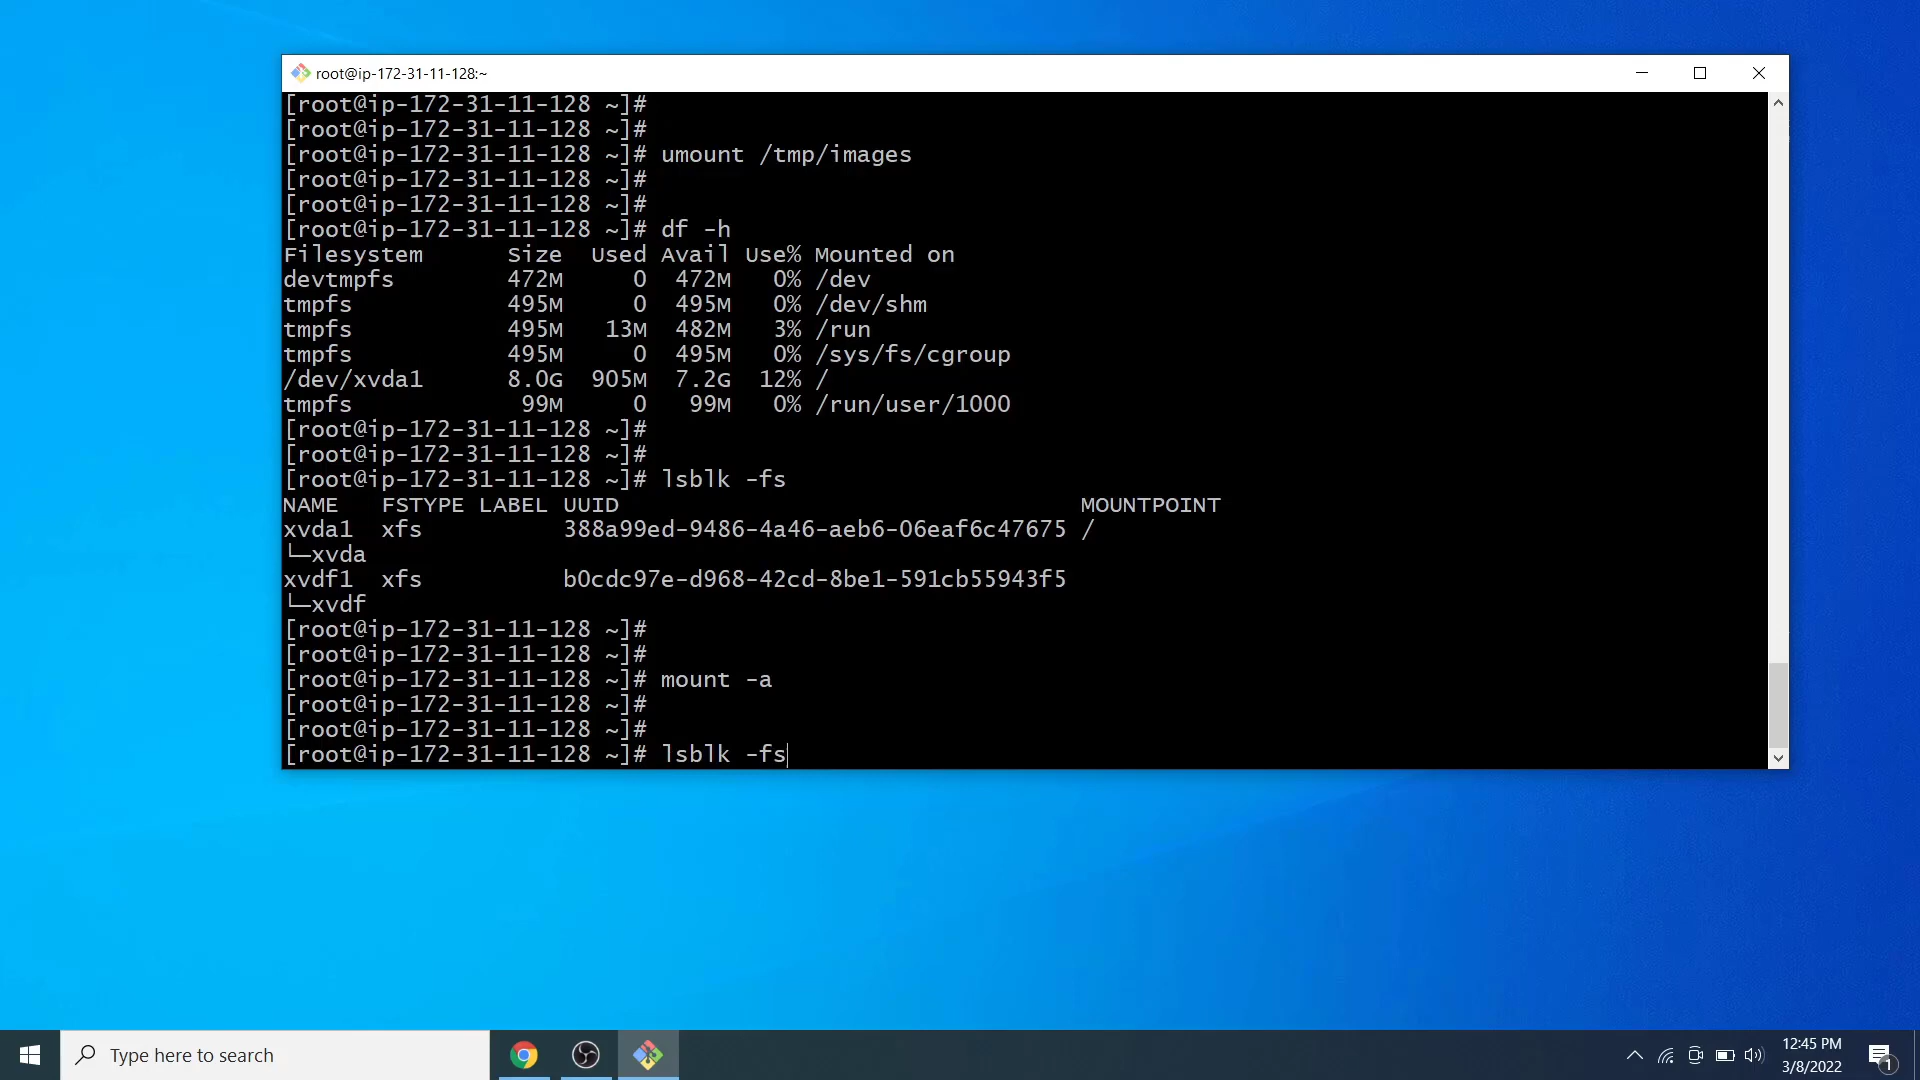 root@ip-172-31-11-128:~
[root@ip-172-31-11-128 ~]#
[root@ip-172-31-11-128 ~]#
[root@ip-172-31-11-128 ~]# umount /tmp/images
[root@ip-172-31-11-128 ~]#
[root@ip-172-31-11-128 ~]#
[root@ip-172-31-11-128 ~]# df -h
Filesystem      Size  Used Avail Use% Mounted on
devtmpfs        472M     0  472M   0% /dev
tmpfs           495M     0  495M   0% /dev/shm
tmpfs           495M   13M  482M   3% /run
tmpfs           495M     0  495M   0% /sys/fs/cgroup
/dev/xvda1      8.0G  905M  7.2G  12% /
tmpfs            99M     0   99M   0% /run/user/1000
[root@ip-172-31-11-128 ~]#
[root@ip-172-31-11-128 ~]#
[root@ip-172-31-11-128 ~]# lsblk -fs
NAME   FSTYPE LABEL UUID                                 MOUNTPOINT
xvda1  xfs          388a99ed-9486-4a46-aeb6-06eaf6c47675 /
└─xvda
xvdf1  xfs          b0cdc97e-d968-42cd-8be1-591cb55943f5
└─xvdf
[root@ip-172-31-11-128 ~]#
[root@ip-172-31-11-128 ~]#
[root@ip-172-31-11-128 ~]# mount -a
[root@ip-172-31-11-128 ~]#
[root@ip-172-31-11-128 ~]#
[root@ip-172-31-11-128 ~]# lsblk -fs
Type here to search
12:45 PM
3/8/2022
1